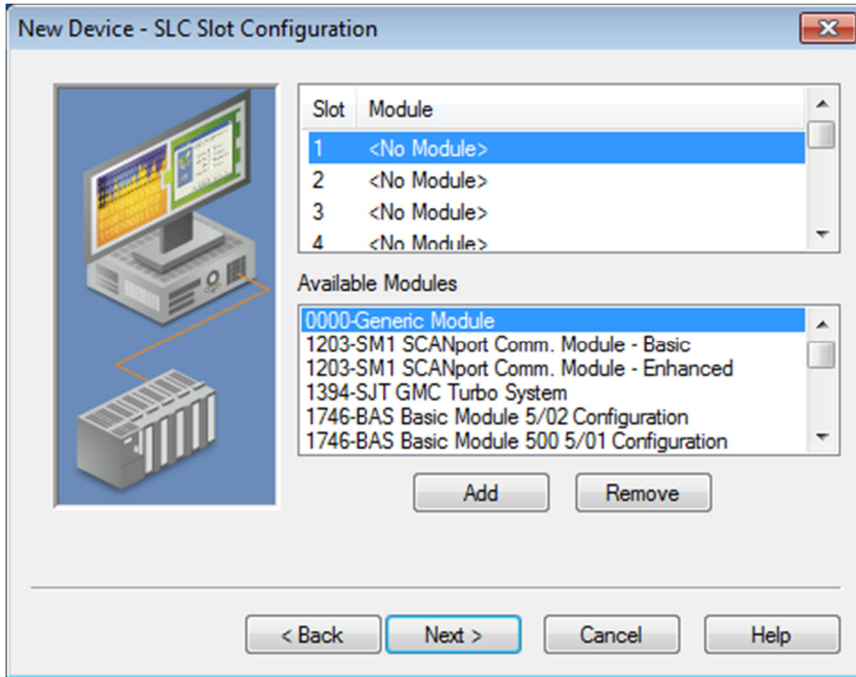 New Device - SLC Slot Configuration
Slot Module
1 <No Module>
2 <No Module>
3 <No Module>
4 <No Module>
Available Modules
0000-Generic Module
1203-SM1 SCANport Comm. Module - Basic
1203-SM1 SCANport Comm. Module - Enhanced
1394-SJT GMC Turbo System
1746-BAS Basic Module 5/02 Configuration
1746-BAS Basic Module 500 5/01 Configuration
Add Remove
< Back Next > Cancel Help